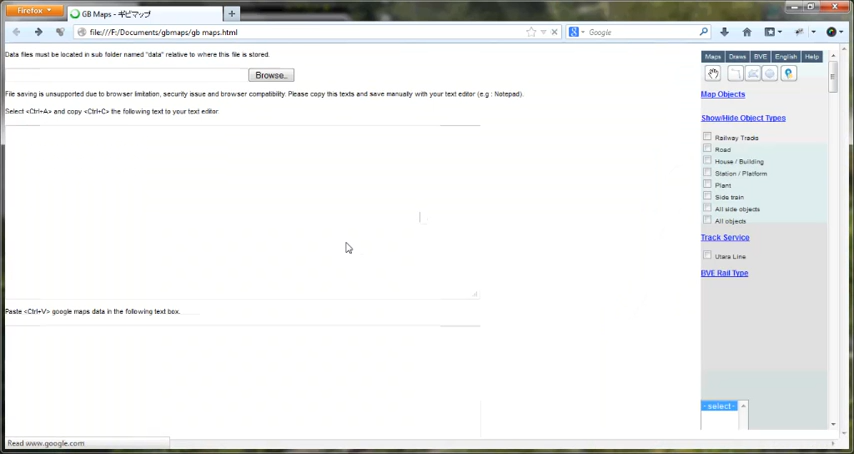 Firefox
GB Maps - ギビマップ
file:///F:/Documents/gbmaps/gb maps.html
Google
Data files must be located in sub folder named "data" relative to where this file is stored.
Browse..
File saving is unsupported due to browser limitation, security issue and browser compatibility. Please copy this texts and save manually with your text editor (e.g : Notepad).
Select <Ctrl+A> and copy <Ctrl+C> the following text to your text editor.
Paste <Ctrl+V> google maps data in the following text box.
Maps Dress BVE English Help
Map Objects
Show/Hide Object Types
Railway Tracks
Road
House / Building
Station / Platform
Plant
Side train
All side objects
All objects
Track Service
Utara Line
BVE Rail Type
- select -
Read www.google.com